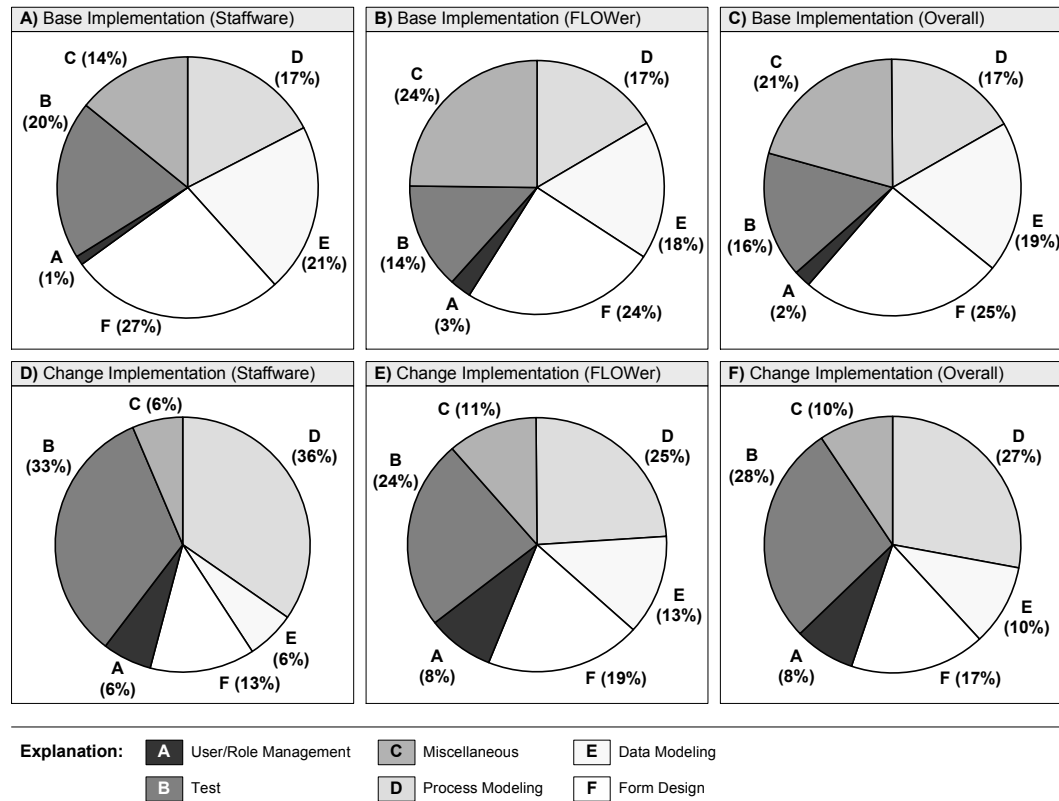 A) Base Implementation (Staffware)
C (14%)
D
(17%)
B
(20%)
E
(21%)
A
(1%)
F (27%)
B) Base Implementation (FLOWer)
C
(24%)
D
(17%)
B
(14%)
E
(18%)
A
(3%)
F (24%)
C) Base Implementation (Overall)
C
(21%)
D
(17%)
B
(16%)
E
(19%)
A
(2%)
F (25%)
D) Change Implementation (Staffware)
C (6%)
D
(36%)
B
(33%)
E
(6%)
A
(6%)
F (13%)
E) Change Implementation (FLOWer)
C (11%)
D
(25%)
B
(24%)
E
(13%)
A
(8%)
F (19%)
F) Change Implementation (Overall)
C (10%)
D
(27%)
B
(28%)
E
(10%)
A
(8%)
F (17%)
Explanation:
A User/Role Management
C Miscellaneous
E Data Modeling
B Test
D Process Modeling
F Form Design